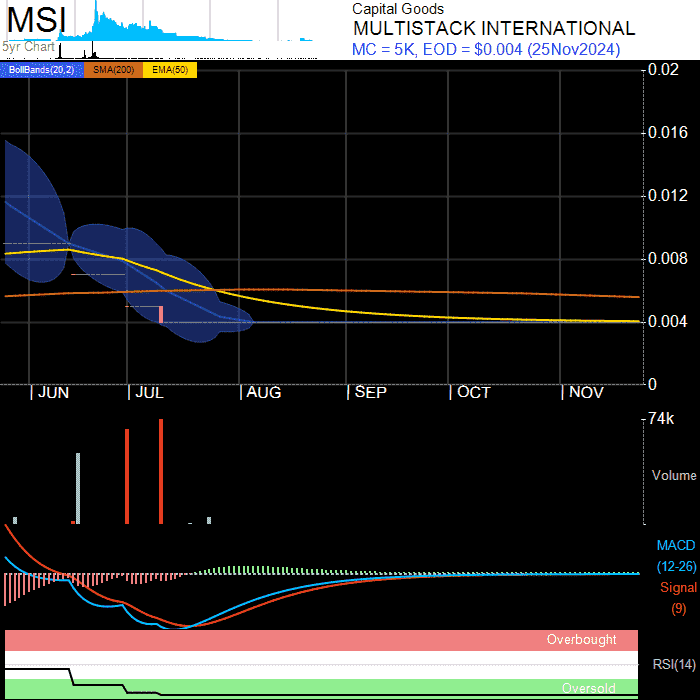 MSI
5yr Chart
Capital Goods
MULTISTACK INTERNATIONAL
MC = 5K, EOD = $0.004 (25Nov2024)
BollBands(20,2) SMA(200) EMA(50)
0.02
0.016
0.012
0.008
0.004
0
JUN JUL AUG SEP OCT NOV
74k
Volume
MACD
(12-26)
Signal
(9)
Overbought
RSI(14)
Oversold